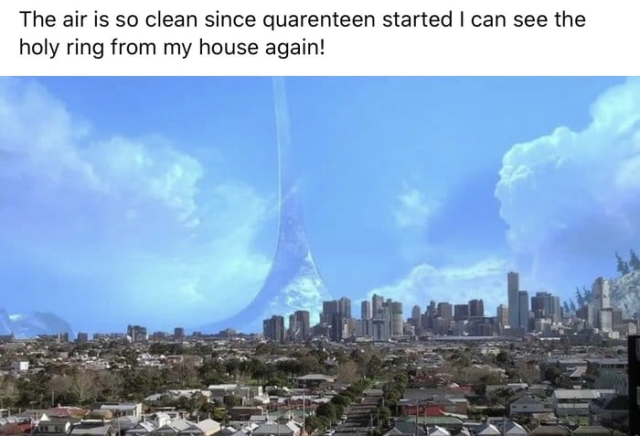 The air is so clean since quarenteen started I can see the
holy ring from my house again!